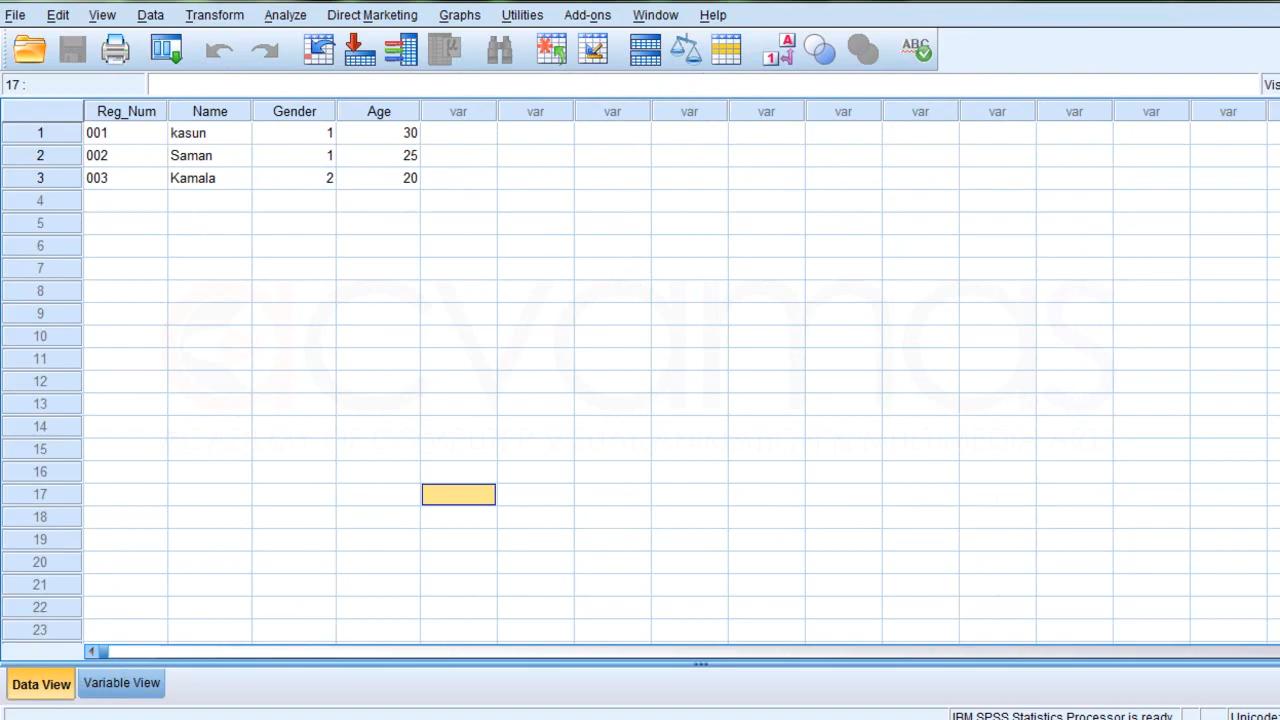 File Edit View Data Transform Analyze Direct Marketing Graphs Utilities Add-ons Window Help
A
1
ABC
17 :
Vis
Reg_Num Name Gender Age var var var var var var var var var var var
1 001 kasun 1 30
2 002 Saman 1 25
3 003 Kamala 2 20
4
5
6
7
8
9
10
11
12
13
14
15
16
17
18
19
20
21
22
23
cvamas
Data View Variable View
IBM SPSS Statistics Processor is ready Unicode: